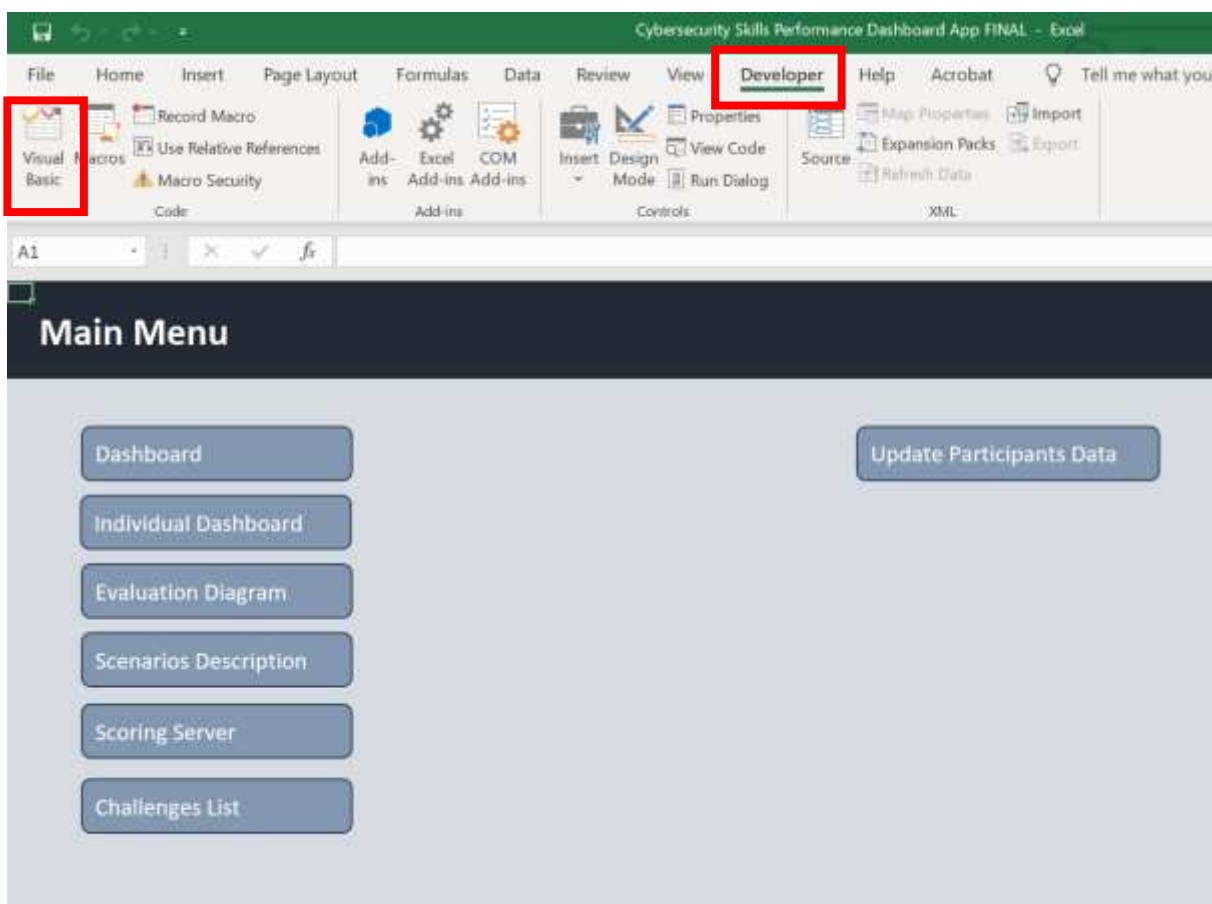 Cybersecurity Skills Performance Dashboard App FINAL - Excel
File Home Insert Page Layout Formulas Data Review View Developer Help Acrobat Tell me what you
Visual Basic
Macros
Record Macro
Use Relative References
Macro Security
Code
Add-ins
Excel Add-ins
COM Add-ins
Add-ins
Insert
Design Mode
Properties
View Code
Run Dialog
Controls
Source
Map Properties
Expansion Packs
Refresh Data
Import
Export
XML
A1
fx
Main Menu
Dashboard
Update Participants Data
Individual Dashboard
Evaluation Diagram
Scenarios Description
Scoring Server
Challenges List